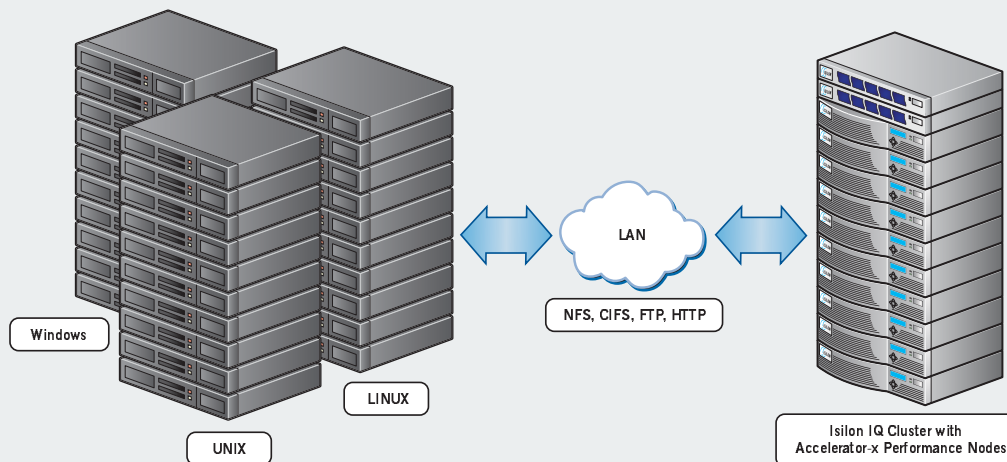 Windows
UNIX
LINUX
LAN
NFS, CIFS, FTP, HTTP
Isilon IQ Cluster with
Accelerator-x Performance Nodes